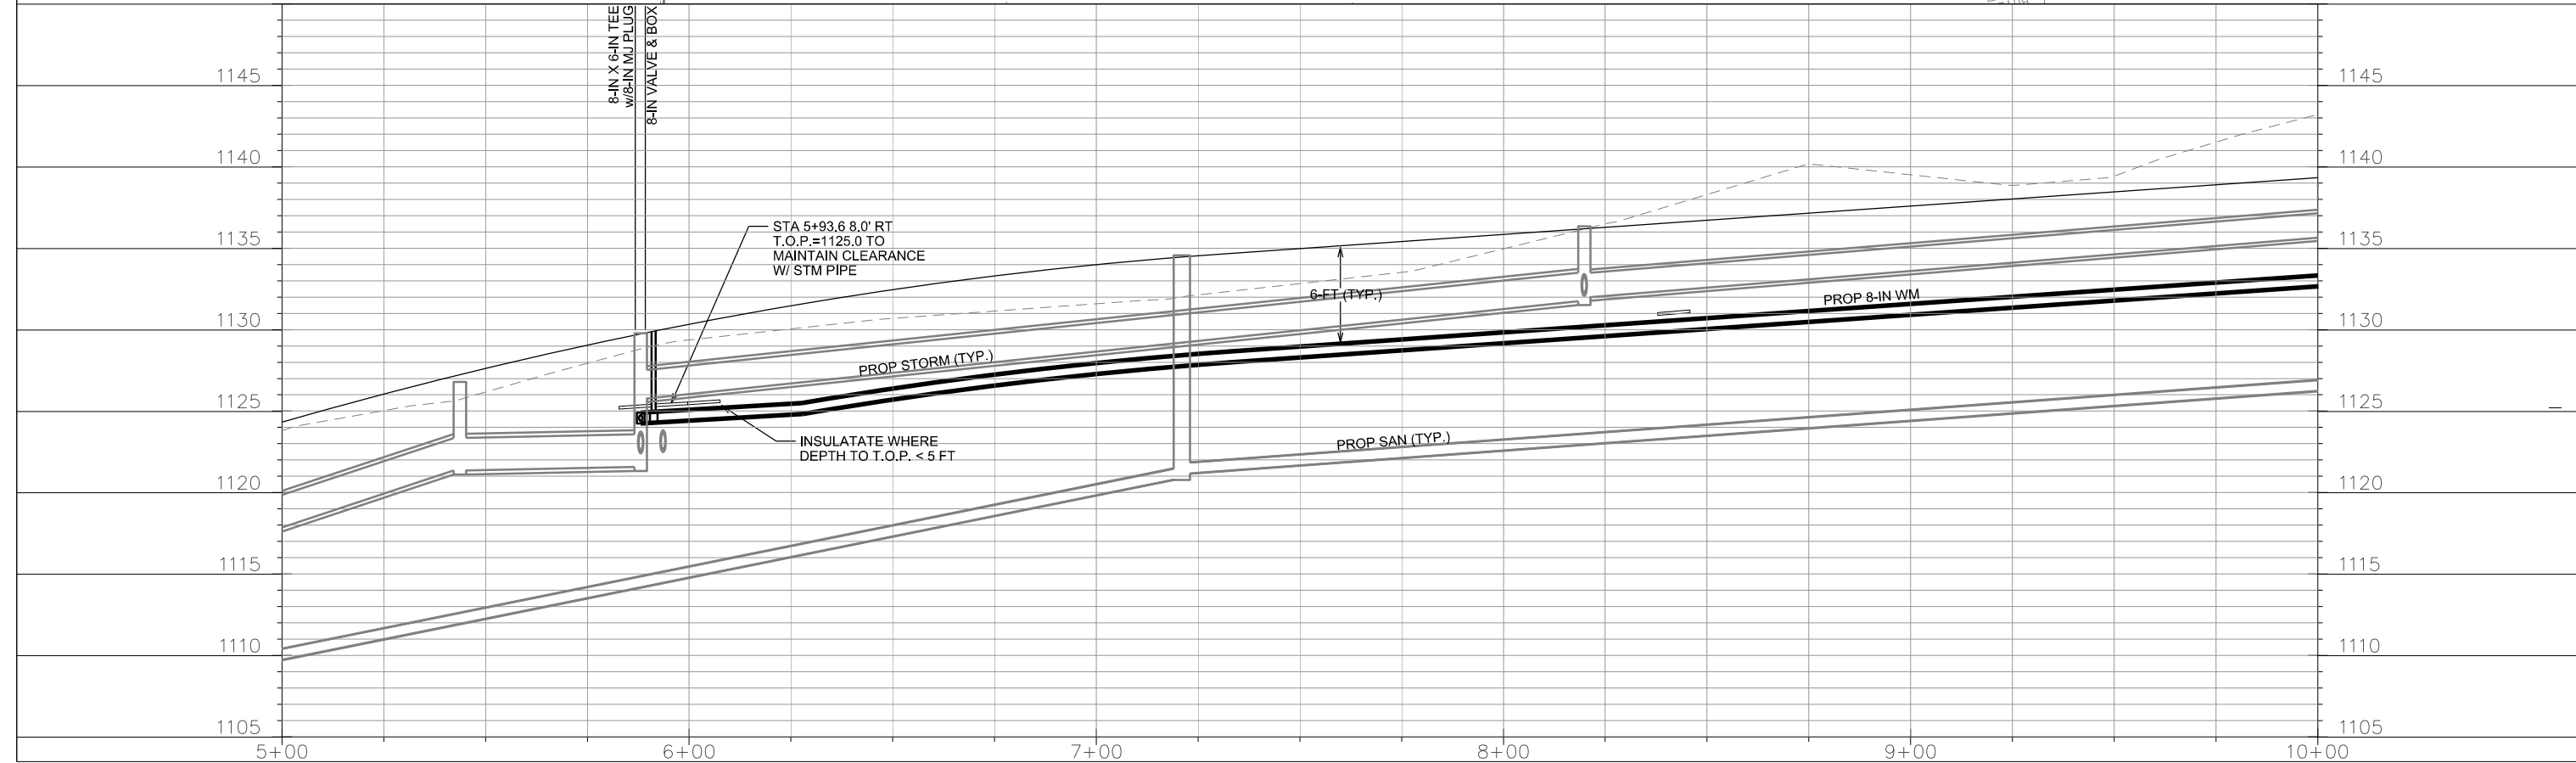 8-IN X 6-IN TEE
w/8-IN MJ PLUG
8-IN VALVE & BOX
1145
1145
1140
1140
STA 5+93.6 8.0' RT
T.O.P.=1125.0 TO
MAINTAIN CLEARANCE
W/ STM PIPE
1135
1135
6-FT (TYP.)
PROP 8-IN WM
1130
1130
PROP STORM (TYP.)
1125
1125
INSULATATE WHERE
DEPTH TO T.O.P. < 5 FT
PROP SAN (TYP.)
1120
1120
1115
1115
1110
1110
1105
1105
5+00
6+00
7+00
8+00
9+00
10+00